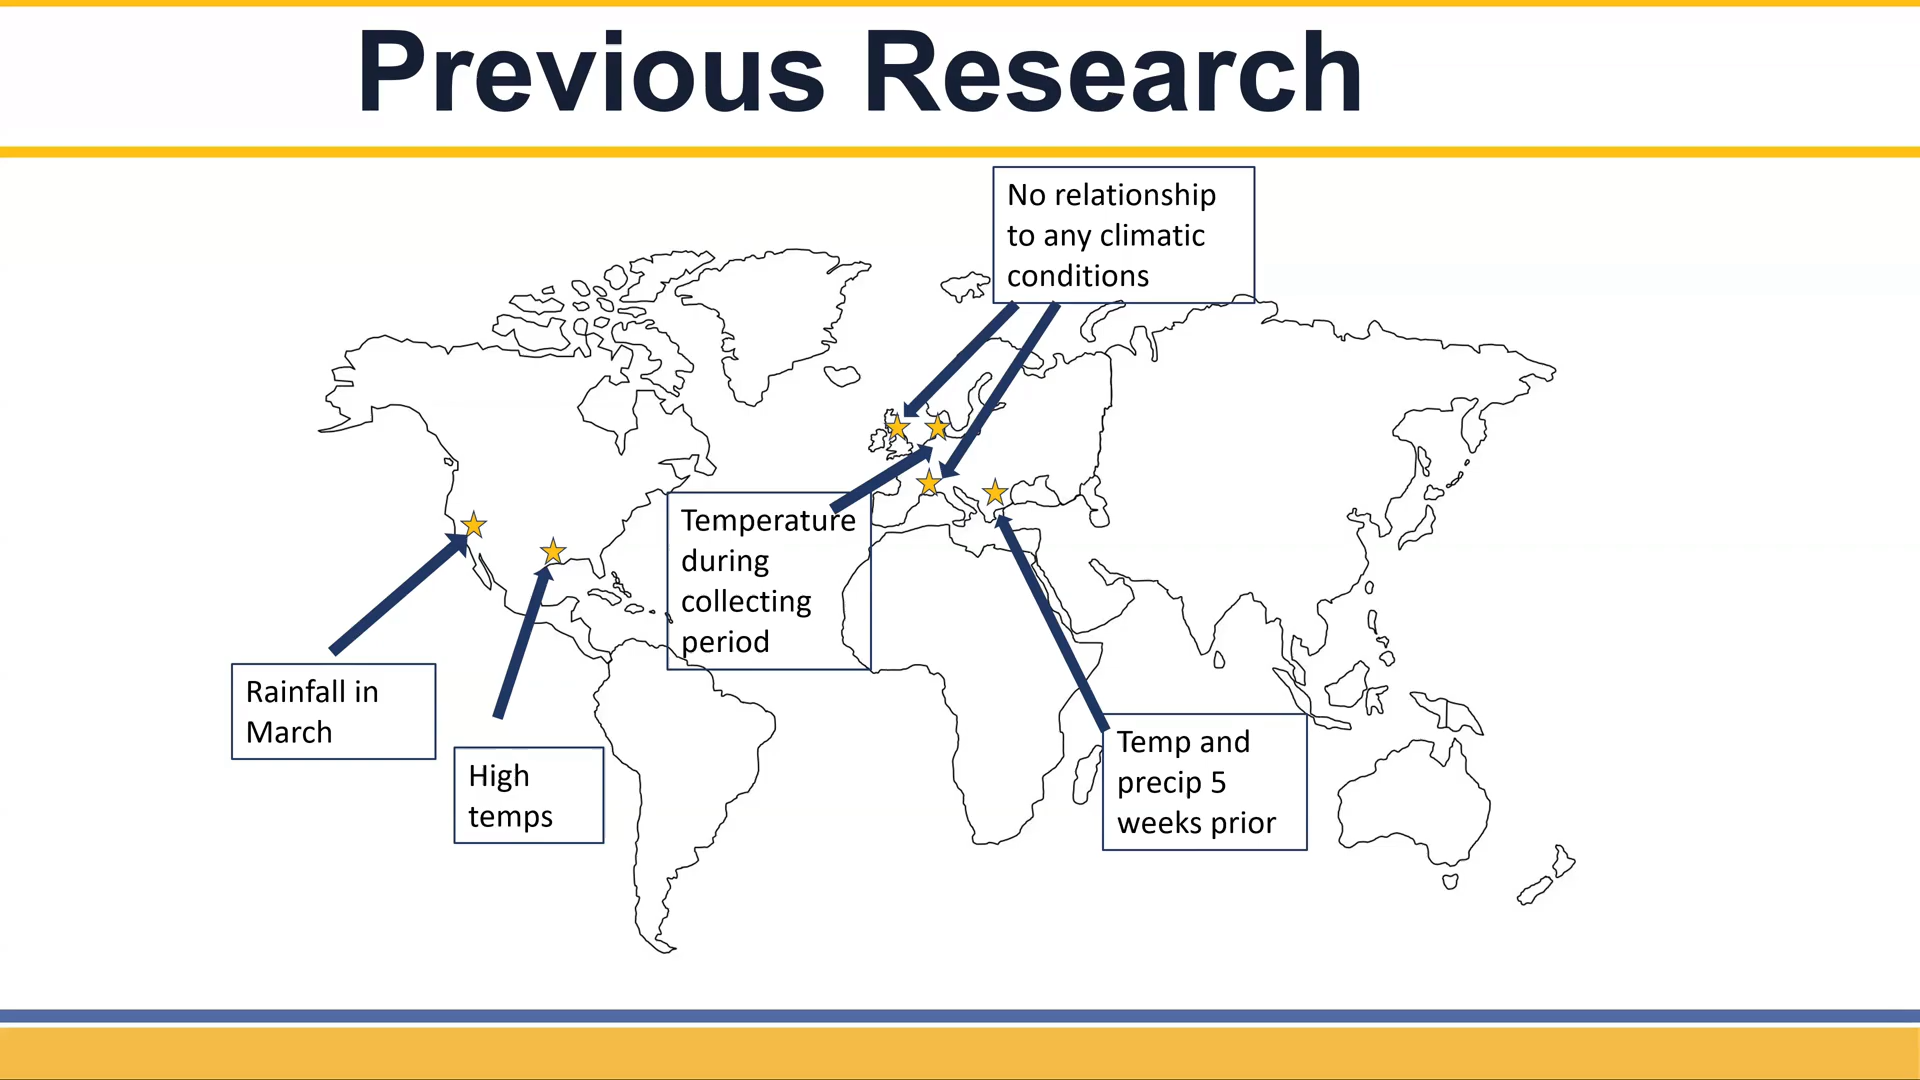 Previous Research
No relationship
to any climatic
conditions
Temperature
during
collecting
period
Rainfall in
March
High
temps
Temp and
precip 5
weeks prior